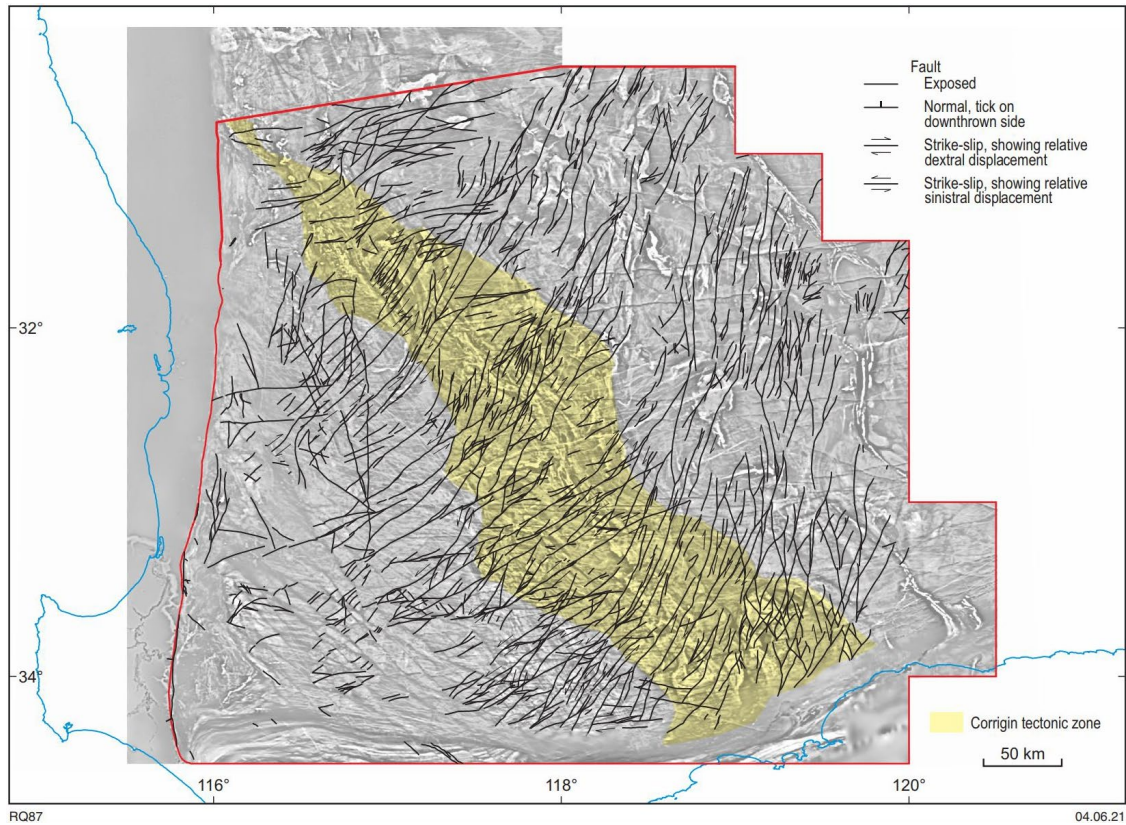 Fault
Exposed
Normal, tick on
downthrown side
Strike-slip, showing relative
dextral displacement
Strike-slip, showing relative
sinistral displacement
32°
34°
Corrigin tectonic zone
50 km
116°
118°
120°
RQ87
04.06.21